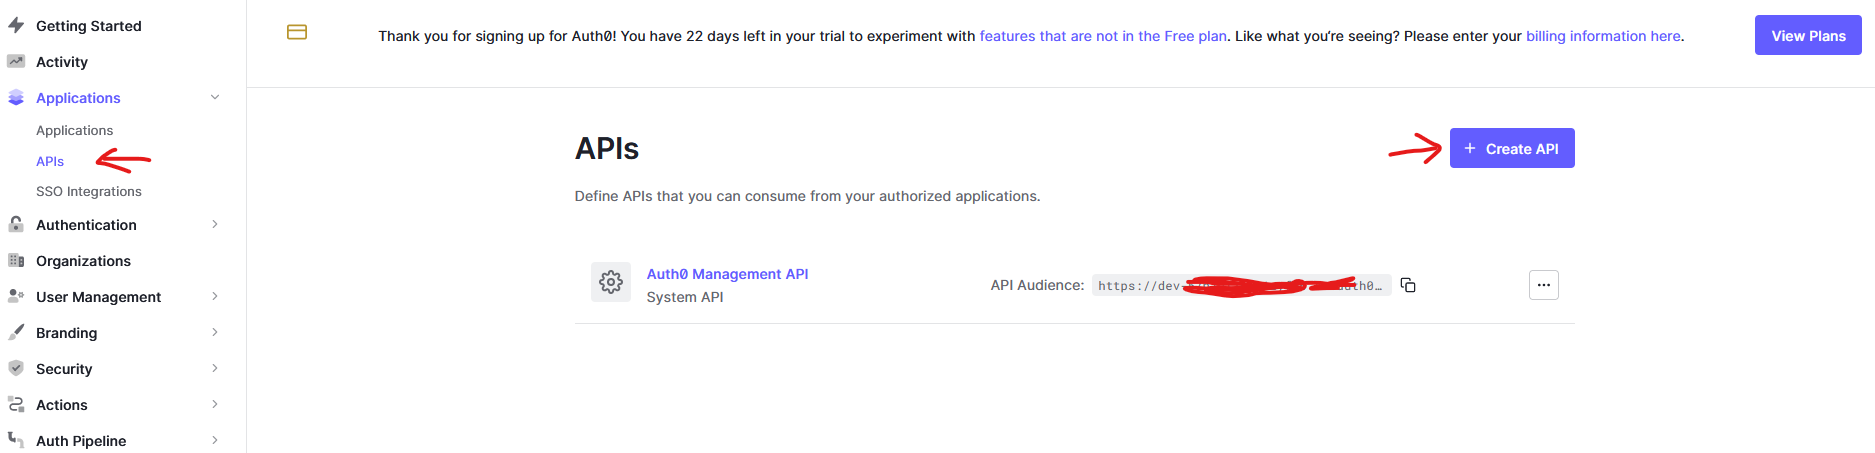 Getting Started
Activity
Applications
Applications
APIs
SSO Integrations
Authentication
Organizations
User Management
Branding
Security
Actions
Auth Pipeline
Thank you for signing up for Auth0! You have 22 days left in your trial to experiment with features that are not in the Free plan. Like what you're seeing? Please enter your billing information here.
View Plans
APIs
+ Create API
Define APIs that you can consume from your authorized applications.
Auth0 Management API
System API
API Audience: https://dev-
...